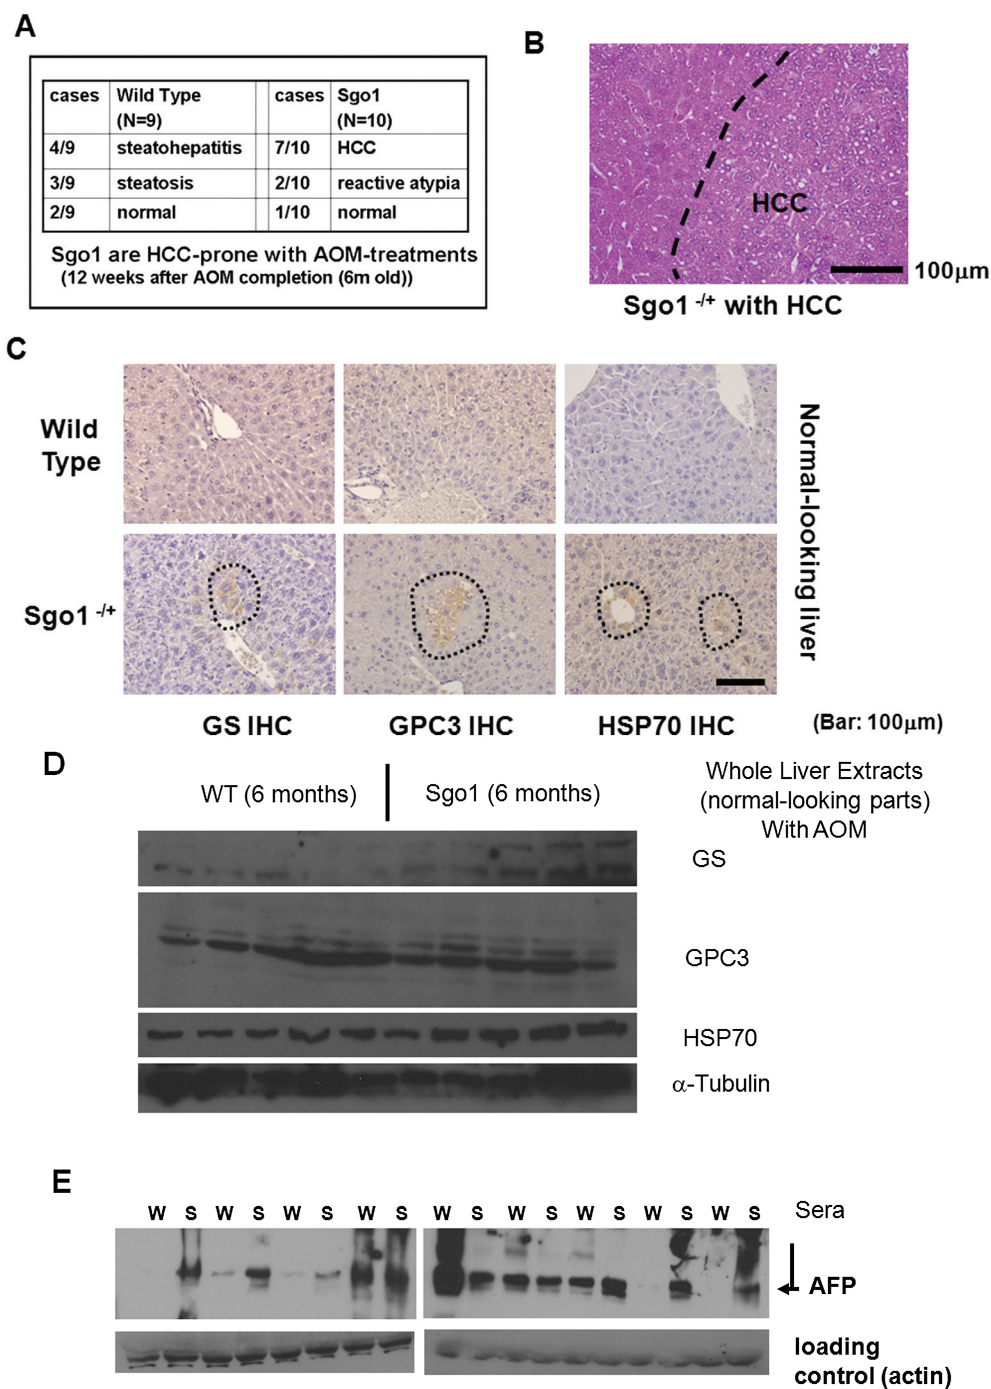 A
cases Wild Type (N=9) cases Sgo1 (N=10)
4/9 steatohepatitis 7/10 HCC
3/9 steatosis 2/10 reactive atypia
2/9 normal 1/10 normal
Sgo1 are HCC-prone with AOM-treatments
(12 weeks after AOM completion (6m old))
B
HCC
100μm
Sgo1 -/+ with HCC
C
Wild
Type
Sgo1 -/+
Normal-looking liver
GS IHC GPC3 IHC HSP70 IHC (Bar: 100μm)
D
WT (6 months) Sgo1 (6 months)
Whole Liver Extracts
(normal-looking parts)
With AOM
GS
GPC3
HSP70
α-Tubulin
E
W S W S W S W S W S W S W S W S W S Sera
AFP
loading
control (actin)